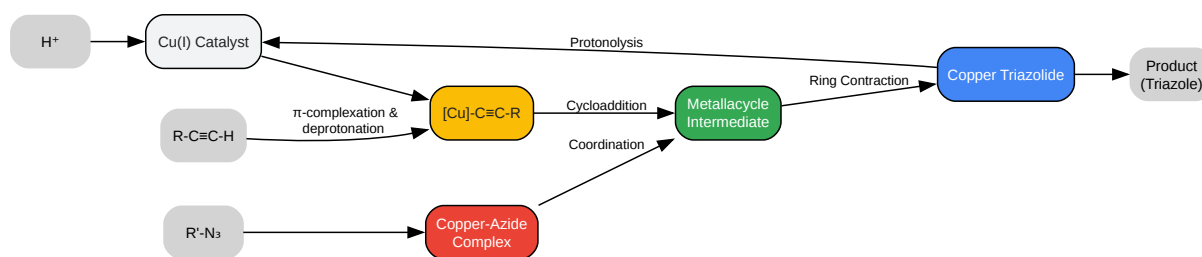 H⁺
Cu(I) Catalyst
Protonolysis
Copper Triazolide
Product
(Triazole)
Ring Contraction
π-complexation &
deprotonation
[Cu]-C≡C-R
Cycloaddition
Metallacycle
Intermediate
R-C≡C-H
Coordination
R'-N₃
Copper-Azide
Complex